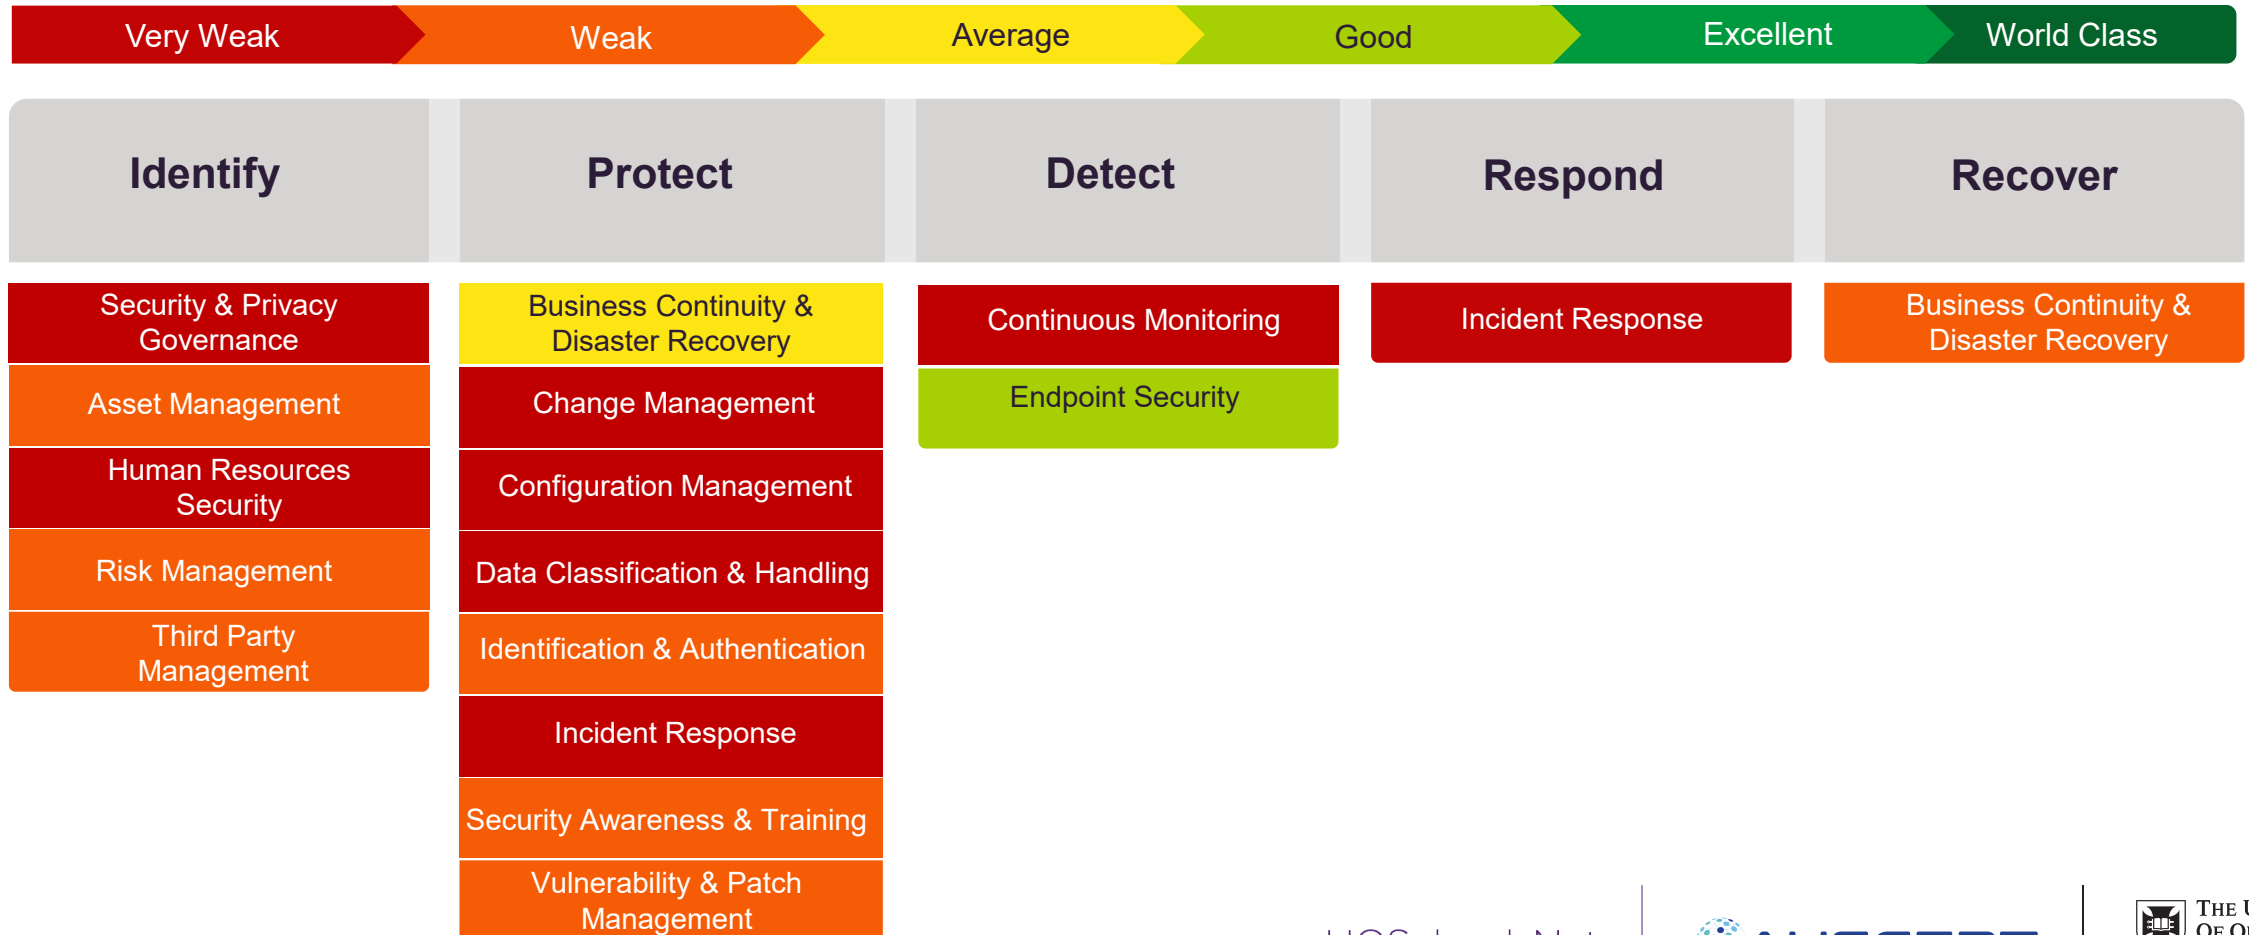 Very Weak
Weak
Average
Good
Excellent
World Class
Identify
Protect
Detect
Respond
Recover
Security & Privacy
Governance
Asset Management
Human Resources
Security
Risk Management
Third Party
Management
Business Continuity &
Disaster Recovery
Change Management
Configuration Management
Data Classification & Handling
Identification & Authentication
Incident Response
Security Awareness & Training
Vulnerability & Patch
Management
Continuous Monitoring
Endpoint Security
Incident Response
Business Continuity &
Disaster Recovery
THE
OF